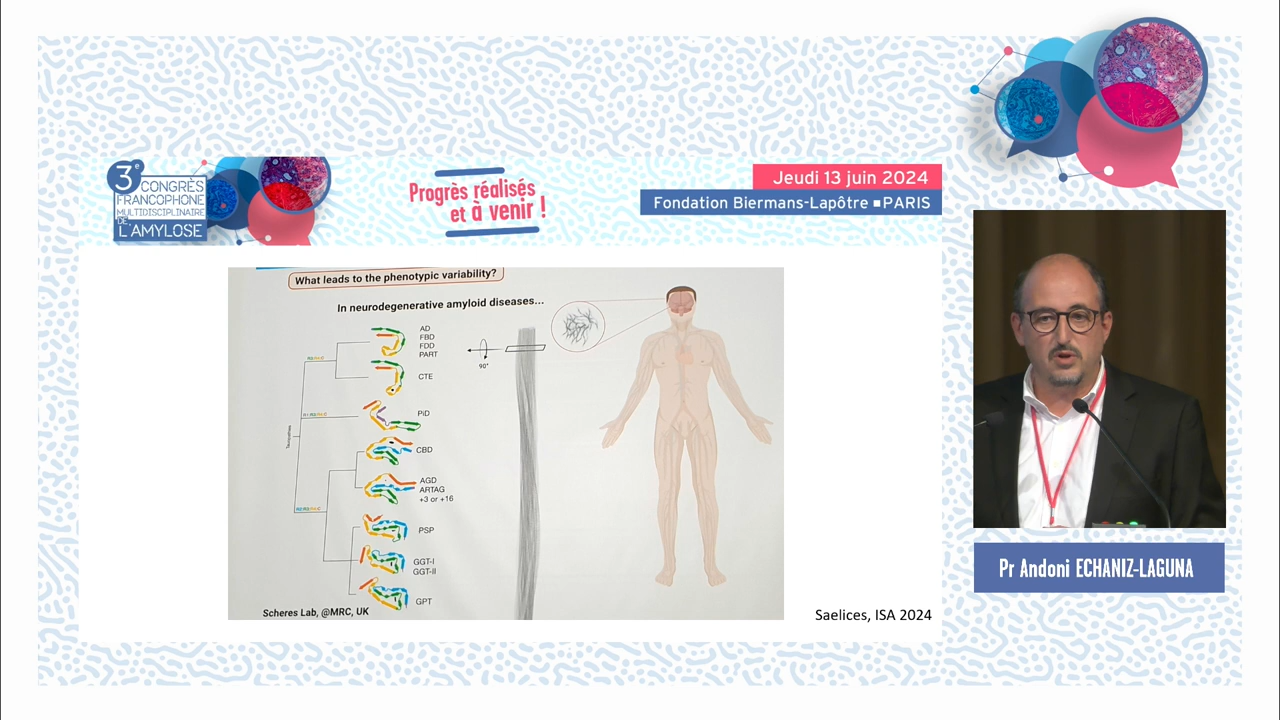 3e
CONGRÈS
FRANCOPHONE
MULTIDISCIPLINAIRE
DE
L'AMYLOSE
Progrès réalisés
et à venir !
Jeudi 13 juin 2024
Fondation Biermans-Lapôtre ■ PARIS
What leads to the phenotypic variability?
In neurodegenerative amyloid diseases...
AD
FBD
FDD
PART
CTE
PiD
CBD
AGD
ARTAG
+3 or +16
PSP
GGT-I
GGT-II
GPT
90°
Tauopathies
Scheres Lab, @MRC, UK
Saelices, ISA 2024
Pr Andoni ECHANIZ-LAGUNA